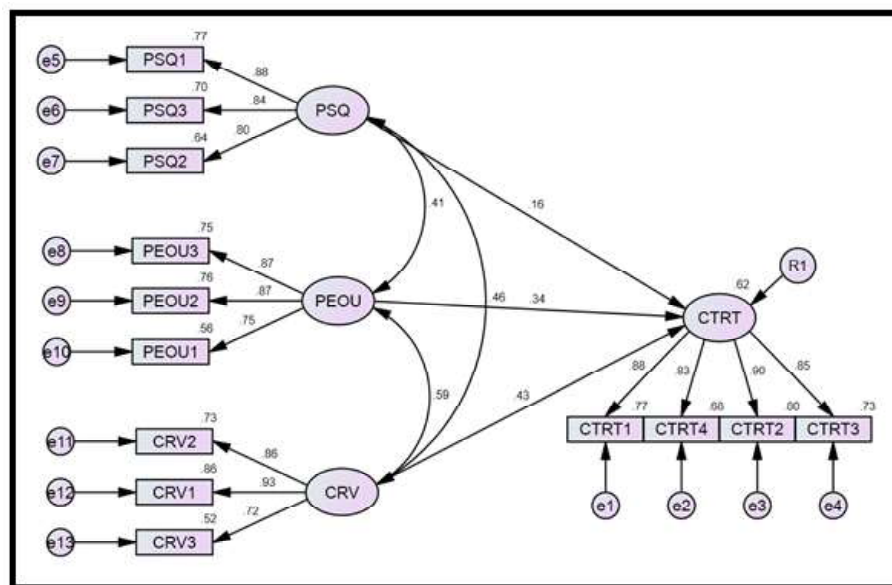 .77
e5 PSQ1
.88
.70
e6 PSQ3 .84 PSQ
.64 .80
e7 PSQ2
.41 .16
.75
e8 PEOU3
.87 R1
.76
e9 PEOU2 .87 PEOU .46 .34 .62
CTRT
.56 .75
e10 PEOU1
.88 .83 .90 .85
.59 .43
.77 .68 .80 .73
.73
CTRT1 CTRT4 CTRT2 CTRT3
e11 CRV2
.86
.86
e12 CRV1 .93 CRV
e1 e2 e3 e4
.52 .72
e13 CRV3